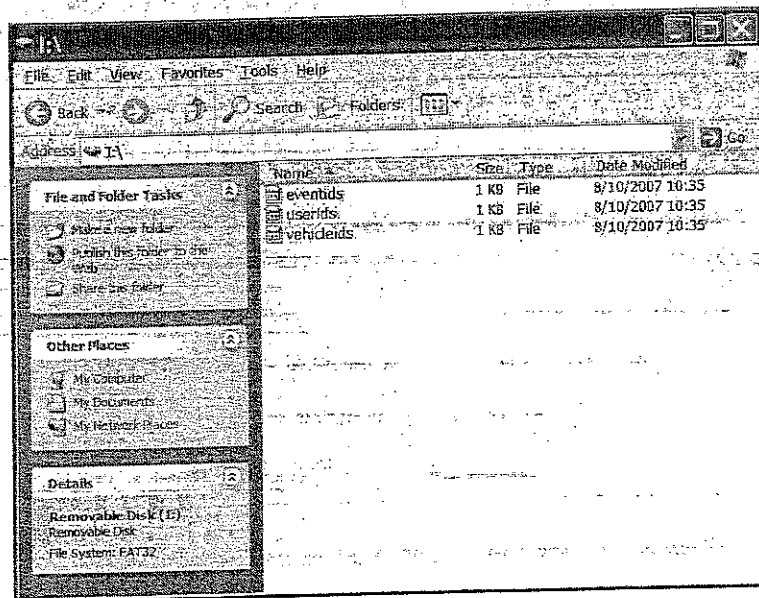 I:\
File Edit View Favorites Tools Help
Back Search Folders
Address I:\ Go
Name Size Type Date Modified
eventids 1 KB File 8/10/2007 10:35
userids 1 KB File 8/10/2007 10:35
vehicleids 1 KB File 8/10/2007 10:35
File and Folder Tasks
Make a new folder
Publish this folder to the
Web
Share this folder
Other Places
My Computer
My Documents
My Network Places
Details
Removable Disk (I:)
Removable Disk
File System: FAT32